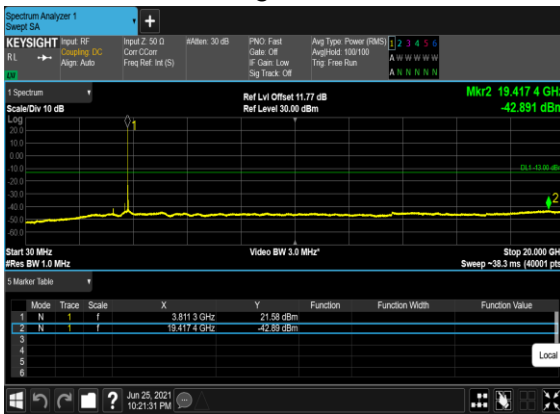 Spectrum Analyzer 1
Swept SA
KEYSIGHT Input: RF Input Z: 50 Ω #Atten: 30 dB PNO: Fast Avg Type: Power (RMS) 1 2 3 4 5 6
RL Coupling: DC Corr CCorr Gate: Off Avg|Hold: 100/100 A W W W W W
Align: Auto Freq Ref: Int (S) IF Gain: Low Trig: Free Run
Sig Track: Off A N N N N N
LV
1 Spectrum Ref Lvl Offset 11.77 dB Mkr2 19.417 4 GHz
Scale/Div 10 dB Ref Level 30.00 dBm -42.891 dBm
Log
20.0
10.0
0.00
-10.0
DL1 -13.00 dBm
-20.0
-30.0
-40.0
-50.0
-60.0
1
2
Start 30 MHz Video BW 3.0 MHz* Stop 20.000 GH
#Res BW 1.0 MHz Sweep ~38.3 ms (40001 pts
5 Marker Table
Mode Trace Scale X Y Function Function Width Function Value
1 N 1 f 3.811 3 GHz 21.58 dBm
2 N 1 f 19.417 4 GHz -42.89 dBm
3
4
5
6
Local
? Jun 25, 2021
10:21:31 PM